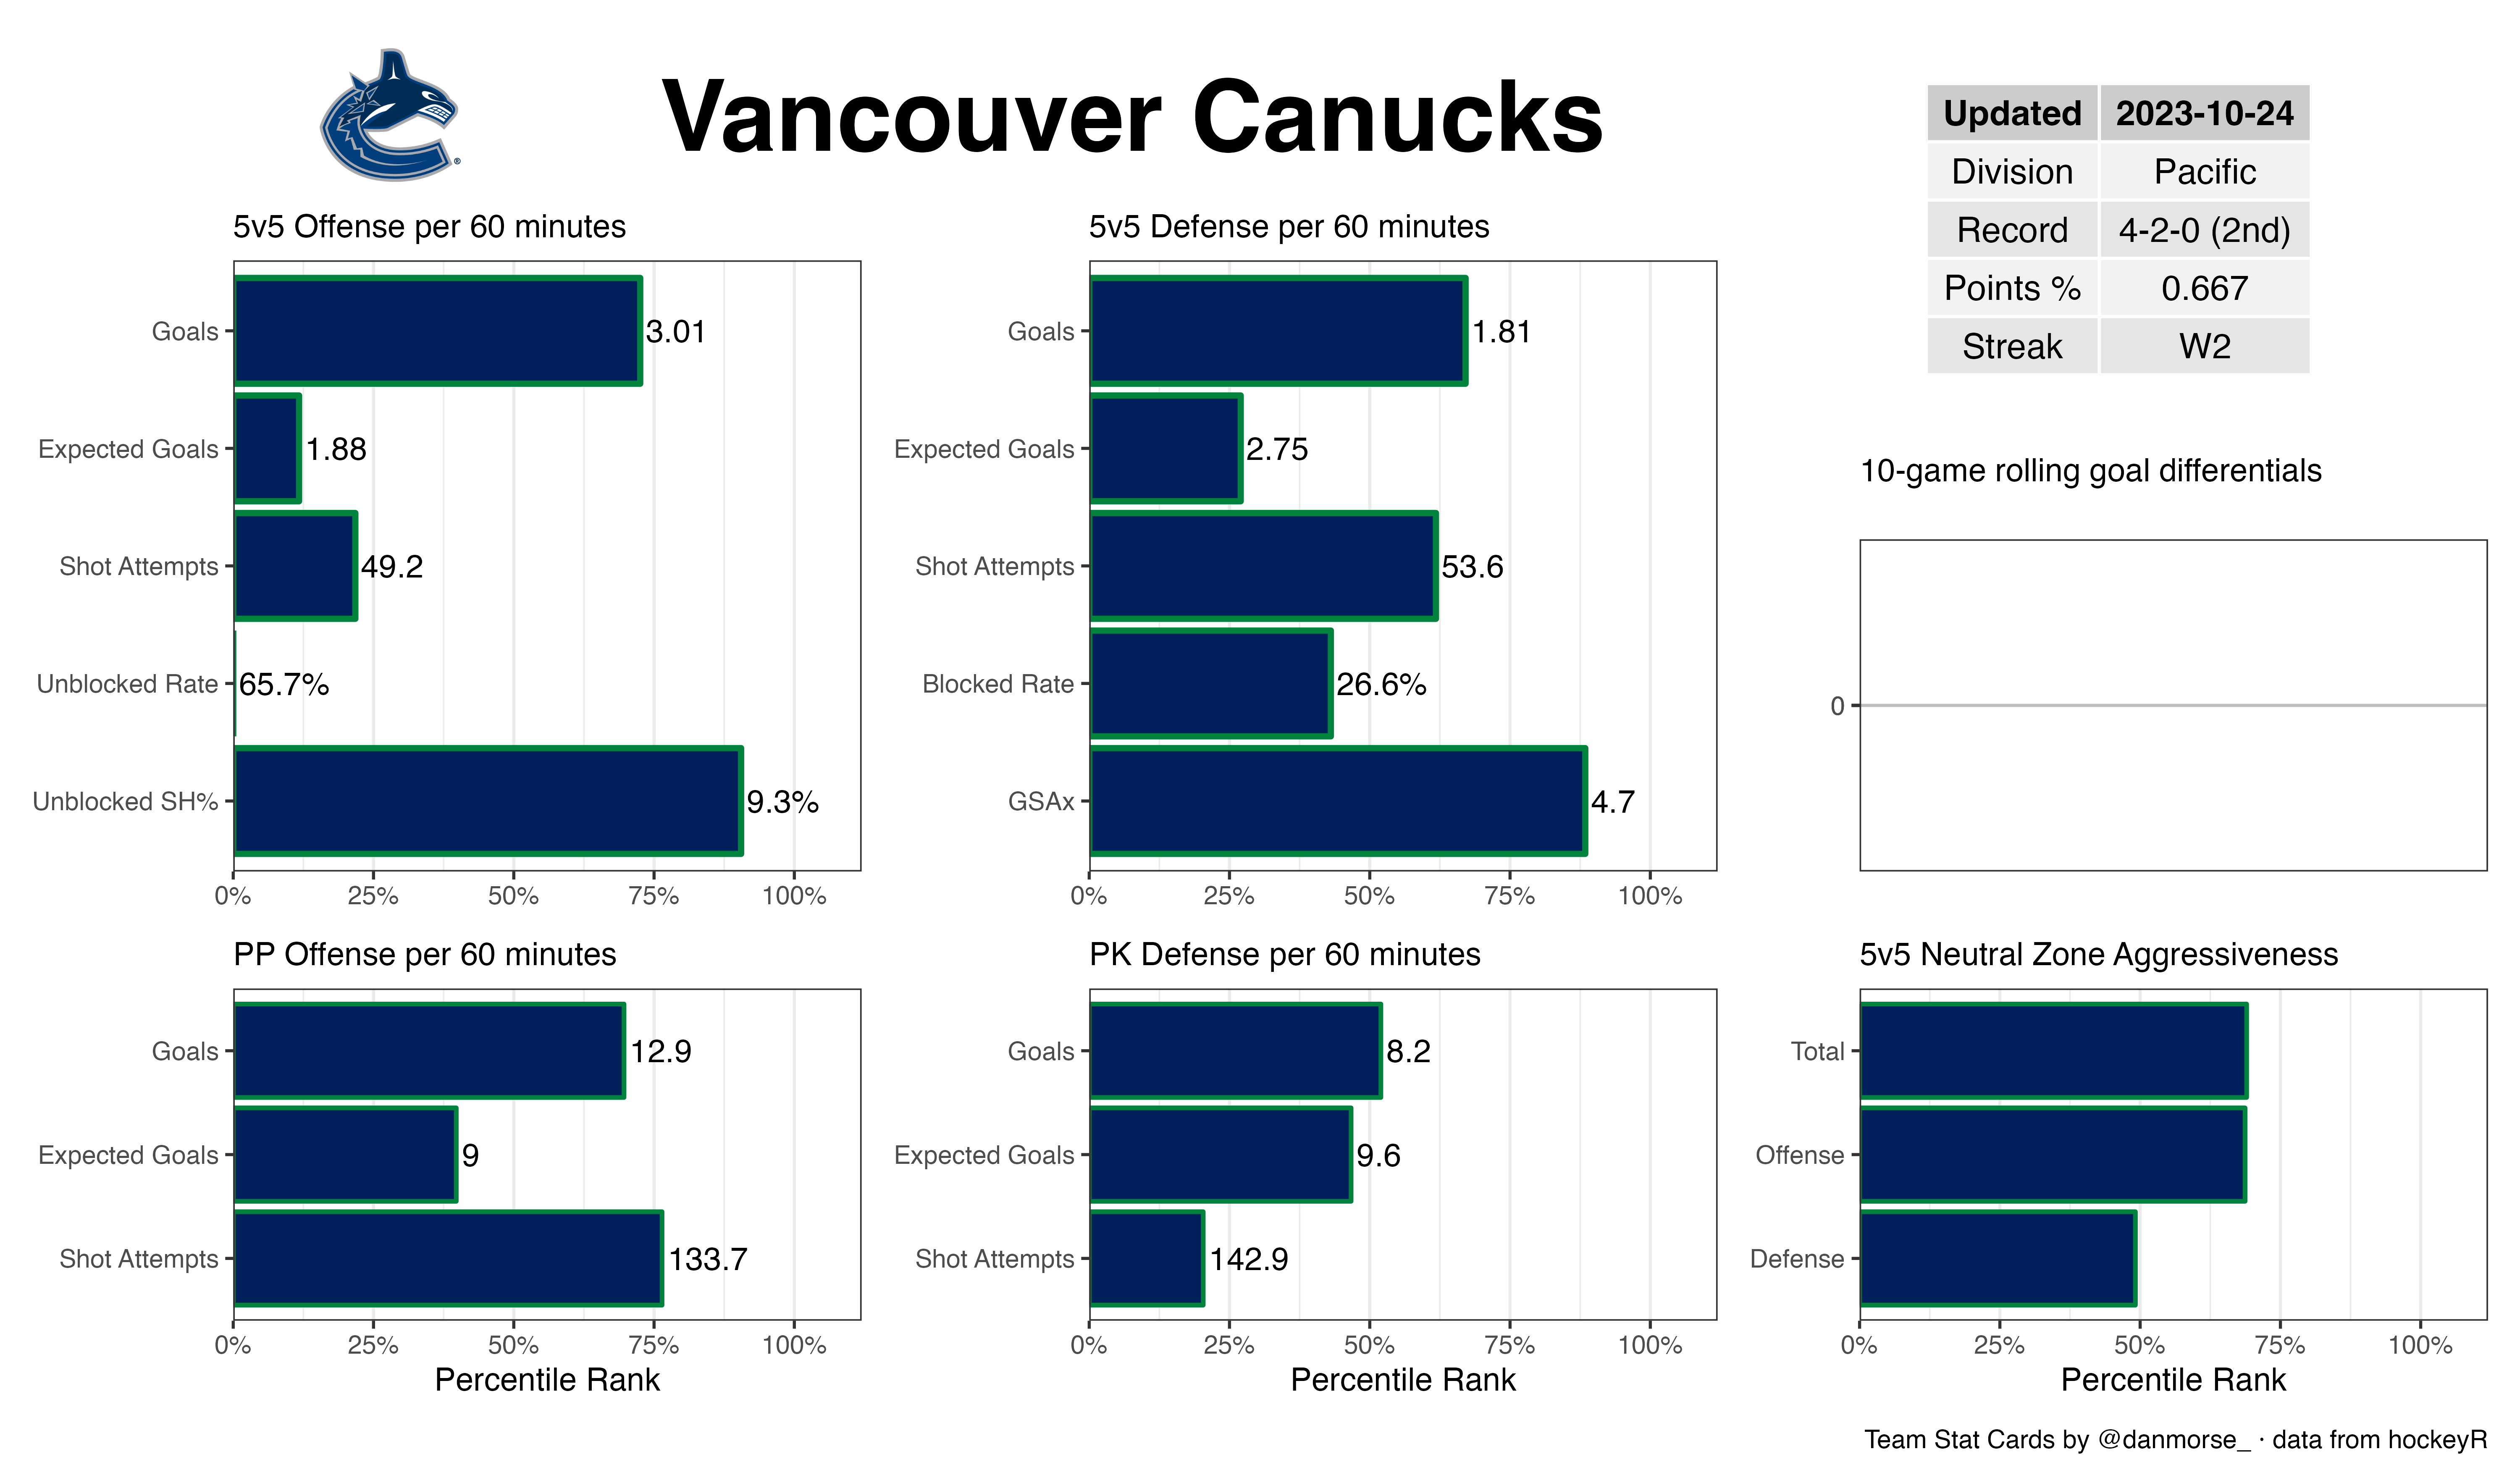 Vancouver Canucks
®
Updated 2023-10-24
Division Pacific
Record 4-2-0 (2nd)
Points % 0.667
Streak W2
5v5 Offense per 60 minutes
Goals 3.01
Expected Goals 1.88
Shot Attempts 49.2
Unblocked Rate 65.7%
Unblocked SH% 9.3%
0% 25% 50% 75% 100%
5v5 Defense per 60 minutes
Goals 1.81
Expected Goals 2.75
Shot Attempts 53.6
Blocked Rate 26.6%
GSAx 4.7
0% 25% 50% 75% 100%
10-game rolling goal differentials
0
PP Offense per 60 minutes
Goals 12.9
Expected Goals 9
Shot Attempts 133.7
0% 25% 50% 75% 100%
Percentile Rank
PK Defense per 60 minutes
Goals 8.2
Expected Goals 9.6
Shot Attempts 142.9
0% 25% 50% 75% 100%
Percentile Rank
5v5 Neutral Zone Aggressiveness
Total
Offense
Defense
0% 25% 50% 75% 100%
Percentile Rank
Team Stat Cards by @danmorse_ · data from hockeyR